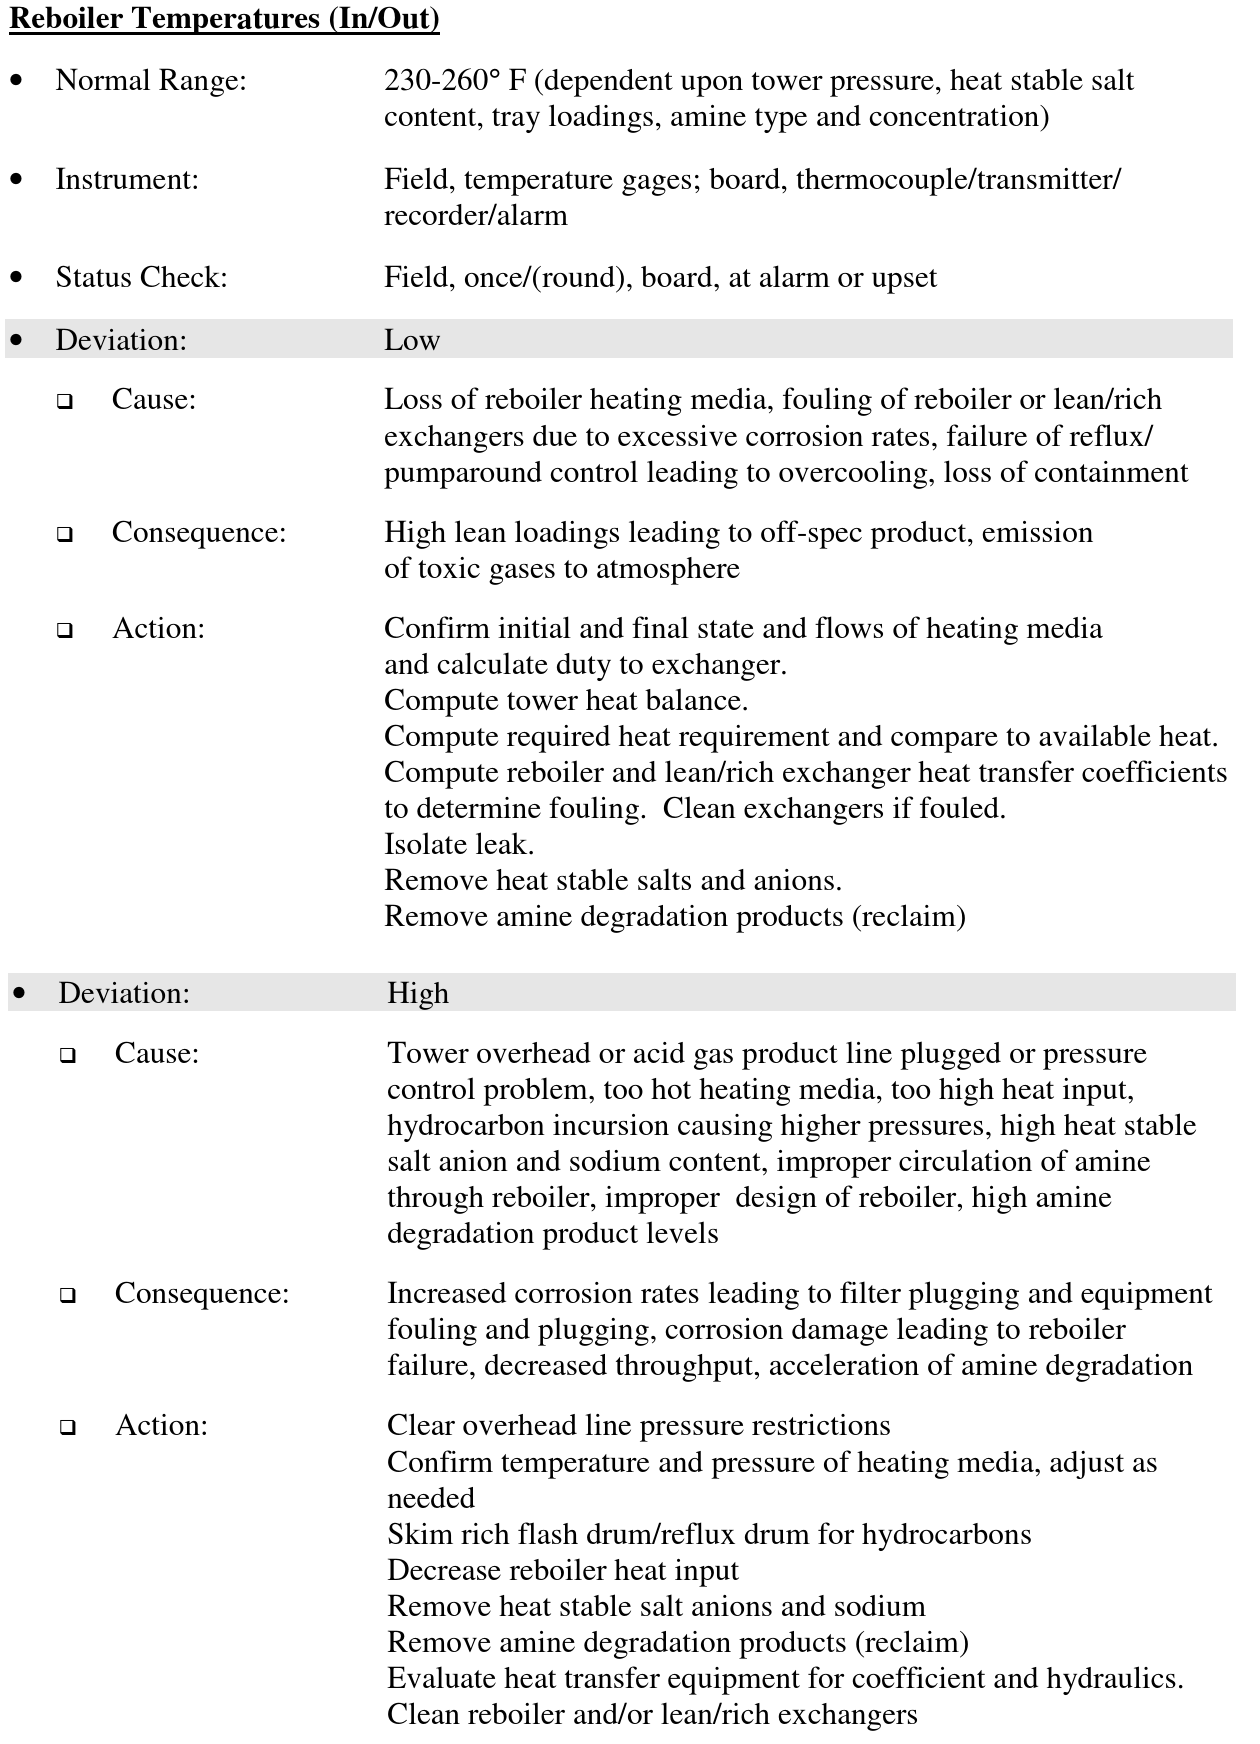 Reboiler Temperatures (In/Out)
• Normal Range: 230-260° F (dependent upon tower pressure, heat stable salt
content, tray loadings, amine type and concentration)
• Instrument: Field, temperature gages; board, thermocouple/transmitter/
recorder/alarm
• Status Check: Field, once/(round), board, at alarm or upset
• Deviation: Low
❑ Cause: Loss of reboiler heating media, fouling of reboiler or lean/rich
exchangers due to excessive corrosion rates, failure of reflux/
pumparound control leading to overcooling, loss of containment
❑ Consequence: High lean loadings leading to off-spec product, emission
of toxic gases to atmosphere
❑ Action: Confirm initial and final state and flows of heating media
and calculate duty to exchanger.
Compute tower heat balance.
Compute required heat requirement and compare to available heat.
Compute reboiler and lean/rich exchanger heat transfer coefficients
to determine fouling.  Clean exchangers if fouled.
Isolate leak.
Remove heat stable salts and anions.
Remove amine degradation products (reclaim)
• Deviation: High
❑ Cause: Tower overhead or acid gas product line plugged or pressure
control problem, too hot heating media, too high heat input,
hydrocarbon incursion causing higher pressures, high heat stable
salt anion and sodium content, improper circulation of amine
through reboiler, improper  design of reboiler, high amine
degradation product levels
❑ Consequence: Increased corrosion rates leading to filter plugging and equipment
fouling and plugging, corrosion damage leading to reboiler
failure, decreased throughput, acceleration of amine degradation
❑ Action: Clear overhead line pressure restrictions
Confirm temperature and pressure of heating media, adjust as
needed
Skim rich flash drum/reflux drum for hydrocarbons
Decrease reboiler heat input
Remove heat stable salt anions and sodium
Remove amine degradation products (reclaim)
Evaluate heat transfer equipment for coefficient and hydraulics.
Clean reboiler and/or lean/rich exchangers